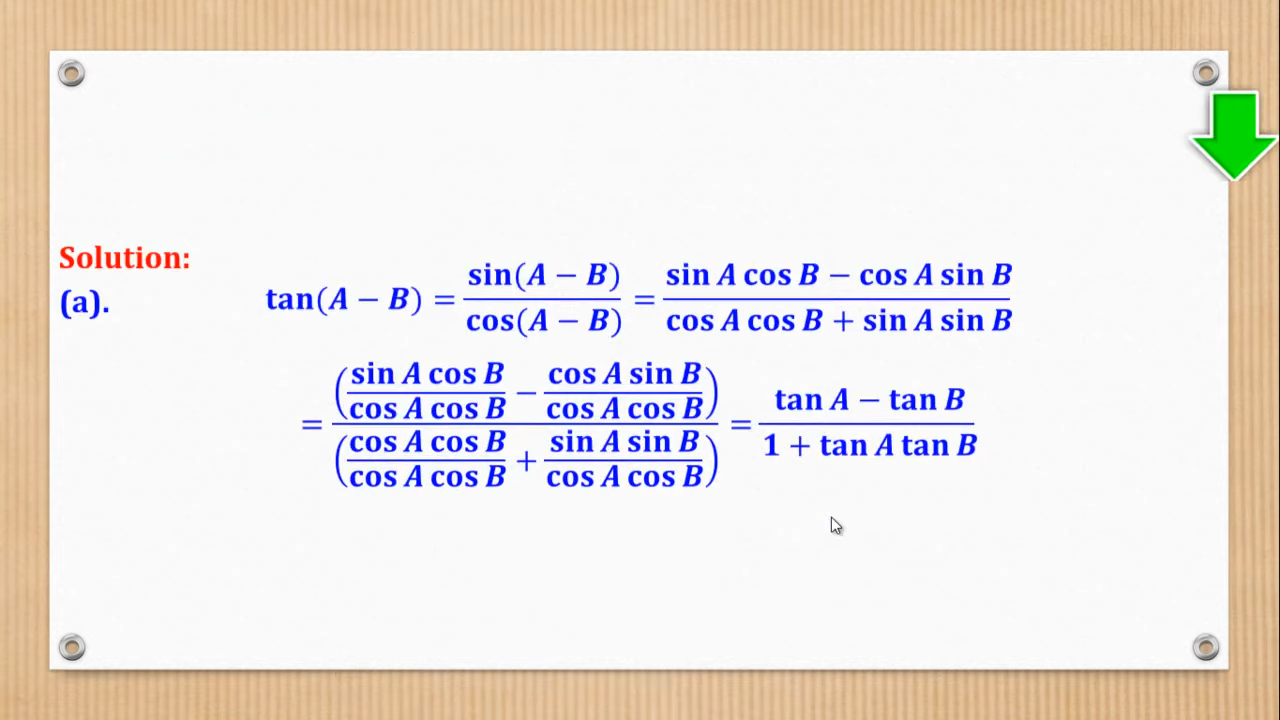 Solution:
(a). tan(A − B) = sin(A − B) / cos(A − B) = (sin A cos B − cos A sin B) / (cos A cos B + sin A sin B)
= ((sin A cos B / cos A cos B) − (cos A sin B / cos A cos B)) / ((cos A cos B / cos A cos B) + (sin A sin B / cos A cos B)) = (tan A − tan B) / (1 + tan A tan B)